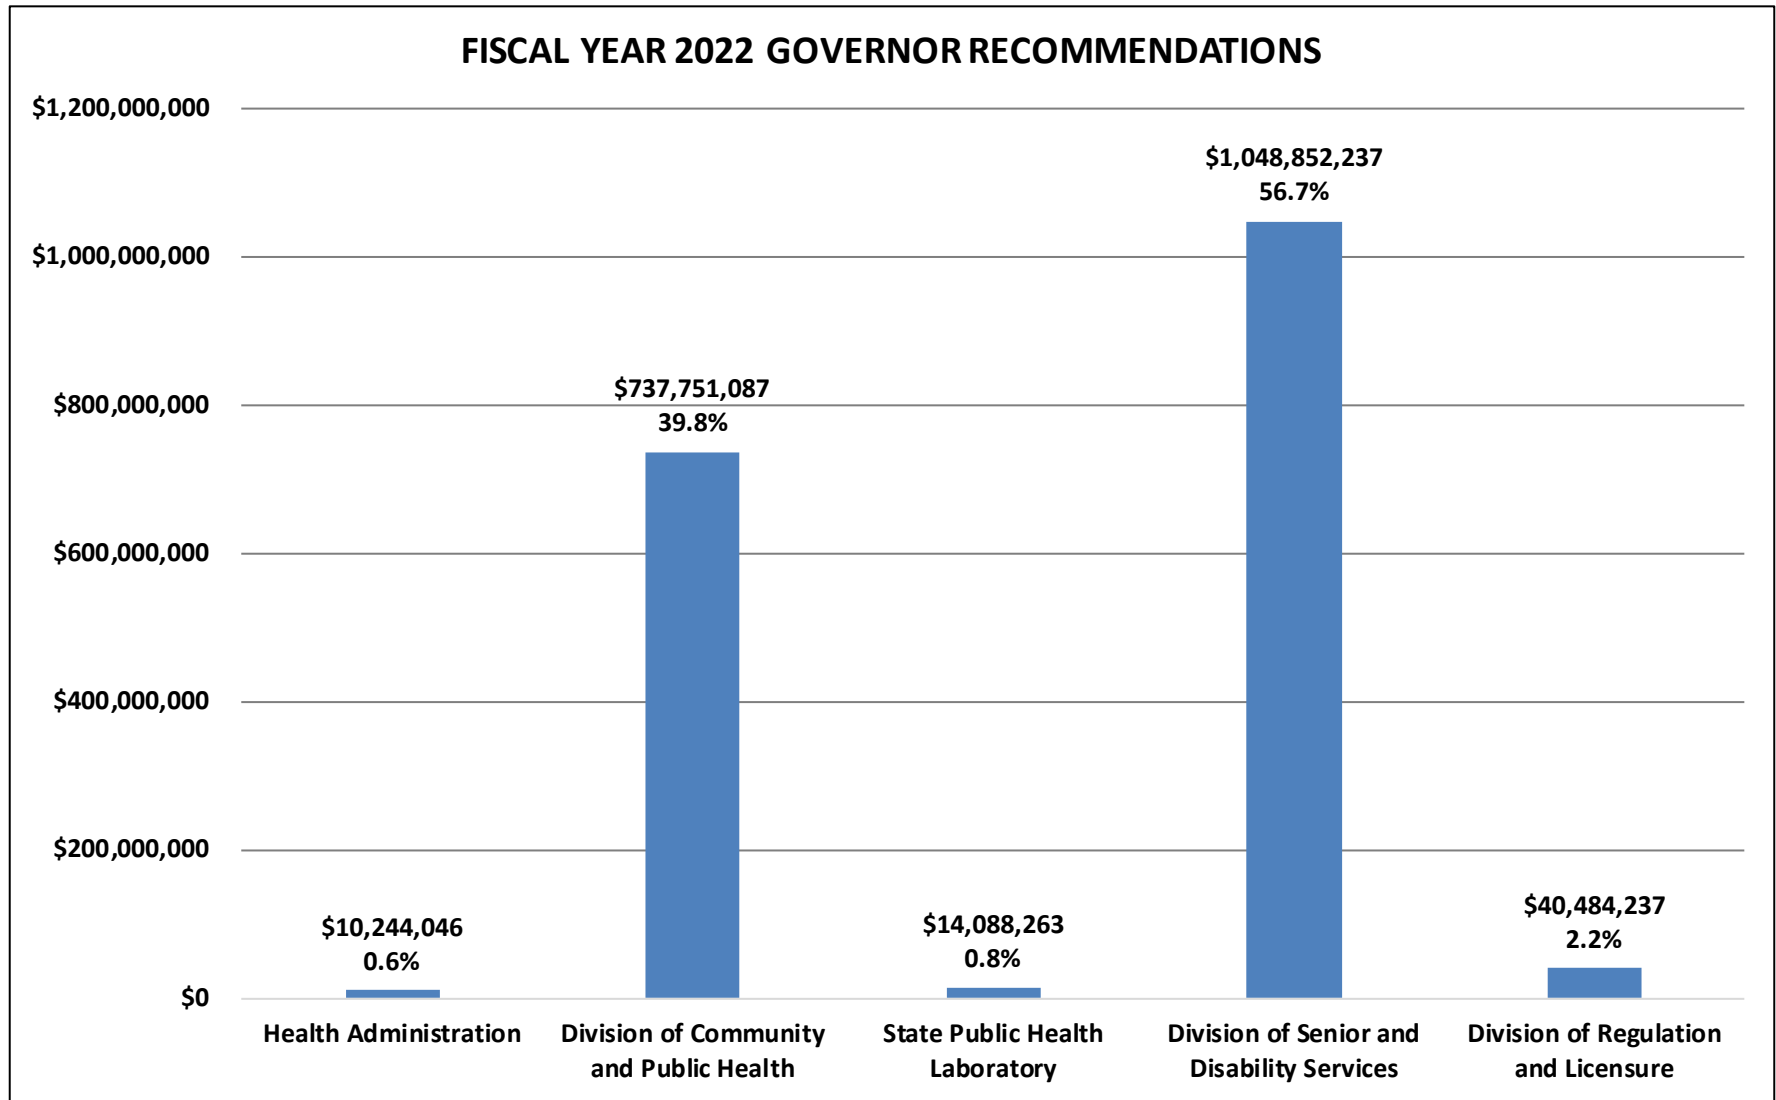 FISCAL YEAR 2022 GOVERNOR RECOMMENDATIONS
$1,200,000,000
$1,000,000,000
$800,000,000
$600,000,000
$400,000,000
$200,000,000
$0
$10,244,046
0.6%
$737,751,087
39.8%
$14,088,263
0.8%
$1,048,852,237
56.7%
$40,484,237
2.2%
Health Administration
Division of Community
and Public Health
State Public Health
Laboratory
Division of Senior and
Disability Services
Division of Regulation
and Licensure